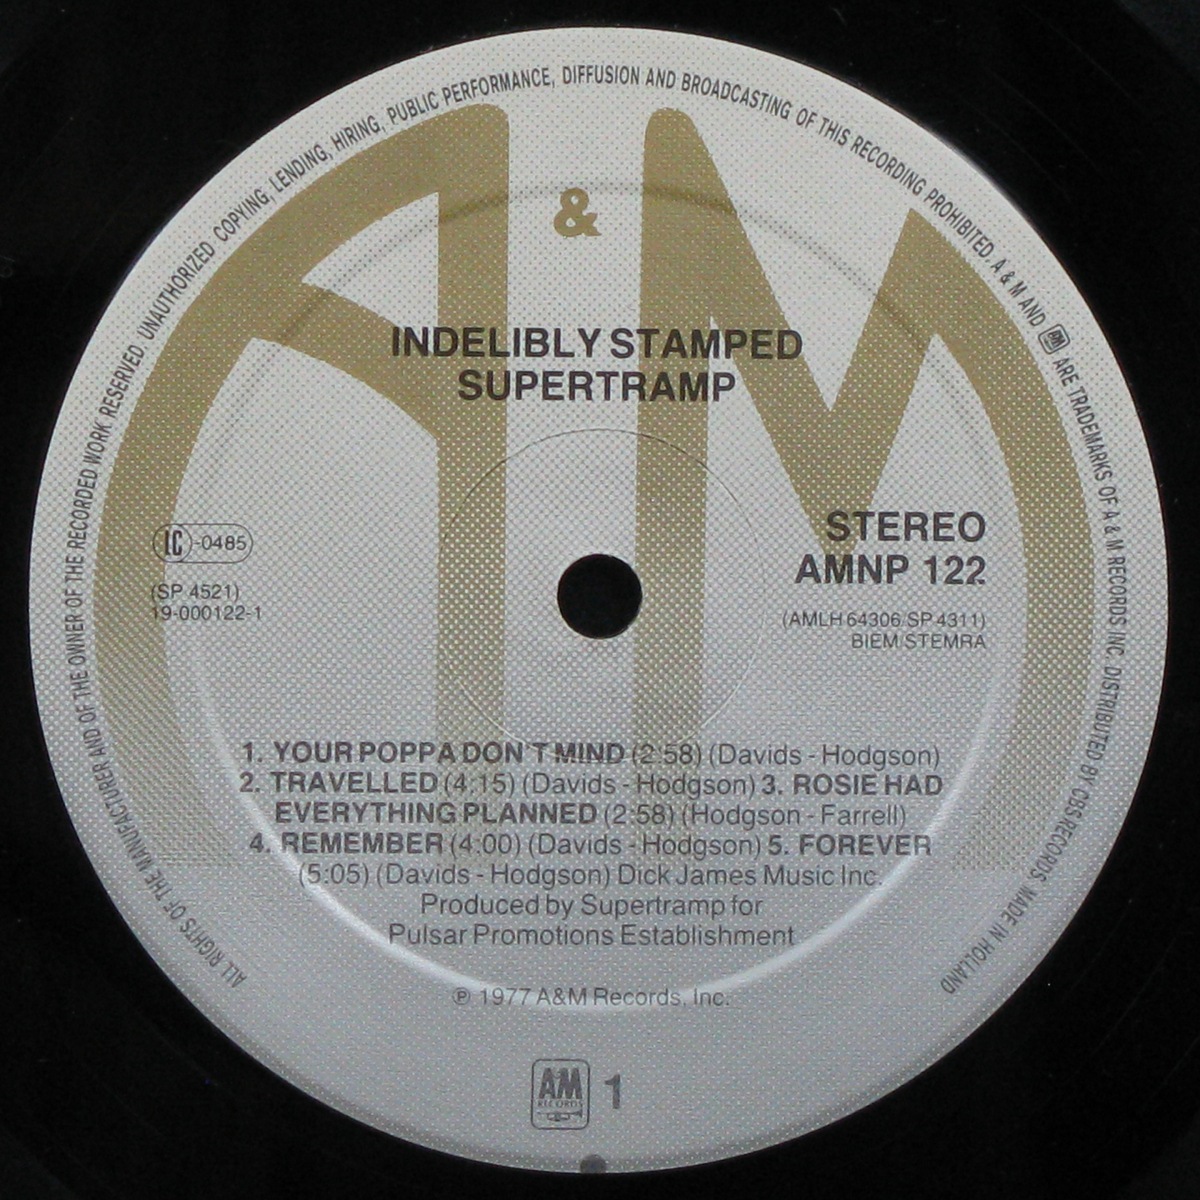 ALL RIGHTS OF THE MANUFACTURER AND OF THE OWNER OF THE RECORDED WORK RESERVED. UNAUTHORIZED COPYING, LENDING, HIRING, PUBLIC PERFORMANCE, DIFFUSION AND BROADCASTING OF THIS RECORDING PROHIBITED. A & M AND AM ARE TRADEMARKS OF A & M RECORDS INC. DISTRIBUTED BY CBS RECORDS. MADE IN HOLLAND
A & M
INDELIBLY STAMPED
SUPERTRAMP
LC -0485
(SP 4521)
19-000122-1
STEREO
AMNP 122
(AMLH 64306/SP 4311)
BIEM/STEMRA
1. YOUR POPPA DON'T MIND (2:58) (Davids - Hodgson)
2. TRAVELLED (4:15) (Davids - Hodgson) 3. ROSIE HAD
EVERYTHING PLANNED (2:58) (Hodgson - Farrell)
4. REMEMBER (4:00) (Davids - Hodgson) 5. FOREVER
(5:05) (Davids - Hodgson) Dick James Music Inc.
Produced by Supertramp for
Pulsar Promotions Establishment
℗ 1977 A&M Records, Inc.
A&M
RECORDS
1